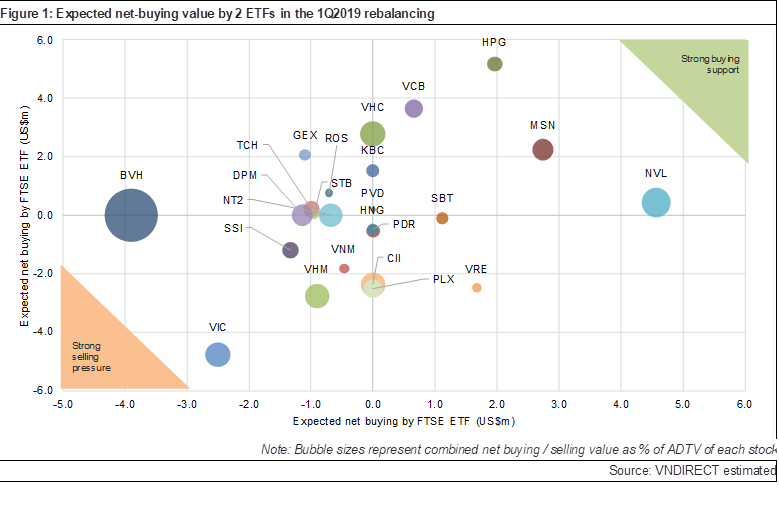 Figure 1: Expected net-buying value by 2 ETFs in the 1Q2019 rebalancing
6.0
4.0
2.0
0.0
-2.0
-4.0
-6.0
Expected net buying by FTSE ETF (US$m)
HPG
Strong buying
support
VCB
VHC
MSN
GEX
ROS
TCH
KBC
BVH
DPM
STB
NVL
PVD
NT2
SBT
HNG
PDR
SSI
VNM
CII
VHM
VRE
PLX
VIC
Strong
selling
pressure
-5.0
-4.0
-3.0
-2.0
-1.0
0.0
1.0
2.0
3.0
4.0
5.0
6.0
Expected net buying by FTSE ETF (US$m)
Note: Bubble sizes represent combined net buying / selling value as % of ADTV of each stock
Source: VNDIRECT estimated